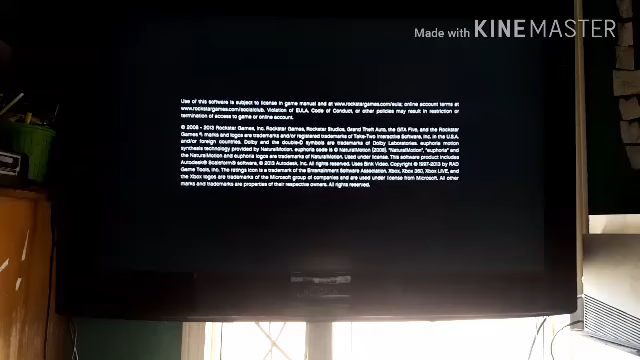 Made with KINEMASTER
Use of this software is subject to license in game manual and at www.rockstargames.com/eula; online account terms at
www.rockstargames.com/socialclub. Violation of EULA, Code of Conduct, or other policies may result in restriction or
termination of access to game or online account.
© 2008 - 2013 Rockstar Games, Inc. Rockstar Games, Rockstar Studios, Grand Theft Auto, the GTA Five, and the Rockstar
Games marks and logos are trademarks and/or registered trademarks of Take-Two Interactive Software, Inc. in the U.S.A.
and/or foreign countries. Dolby and the double-D symbols are trademarks of Dolby Laboratories. euphoria motion
synthesis technology provided by NaturalMotion. euphoria code is © NaturalMotion (2008). "NaturalMotion", "euphoria" and
the NaturalMotion and euphoria logos are trademarks of NaturalMotion. Used under license. This software product includes
Autodesk® Scaleform® software, © 2013 Autodesk, Inc. All rights reserved. Uses Bink Video. Copyright © 1997-2013 by RAD
Game Tools, Inc. The ratings icon is a trademark of the Entertainment Software Association. Xbox, Xbox 360, Xbox LIVE, and
the Xbox logos are trademarks of the Microsoft group of companies and are used under license from Microsoft. All other
marks and trademarks are properties of their respective owners. All rights reserved.